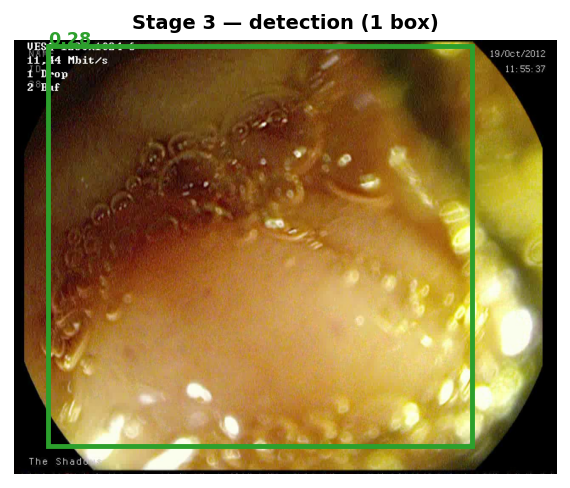 Stage 3 — detection (1 box)
0.28
19/Oct/2012
11:55:37
11,44 Mbit/s
1 Drop
2 Buf
The Shadow